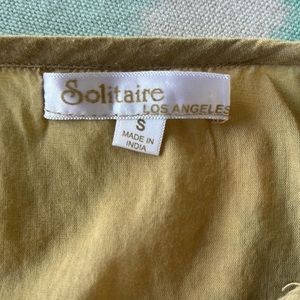 Solitaire
LOS ANGELES
S
MADE IN
INDIA